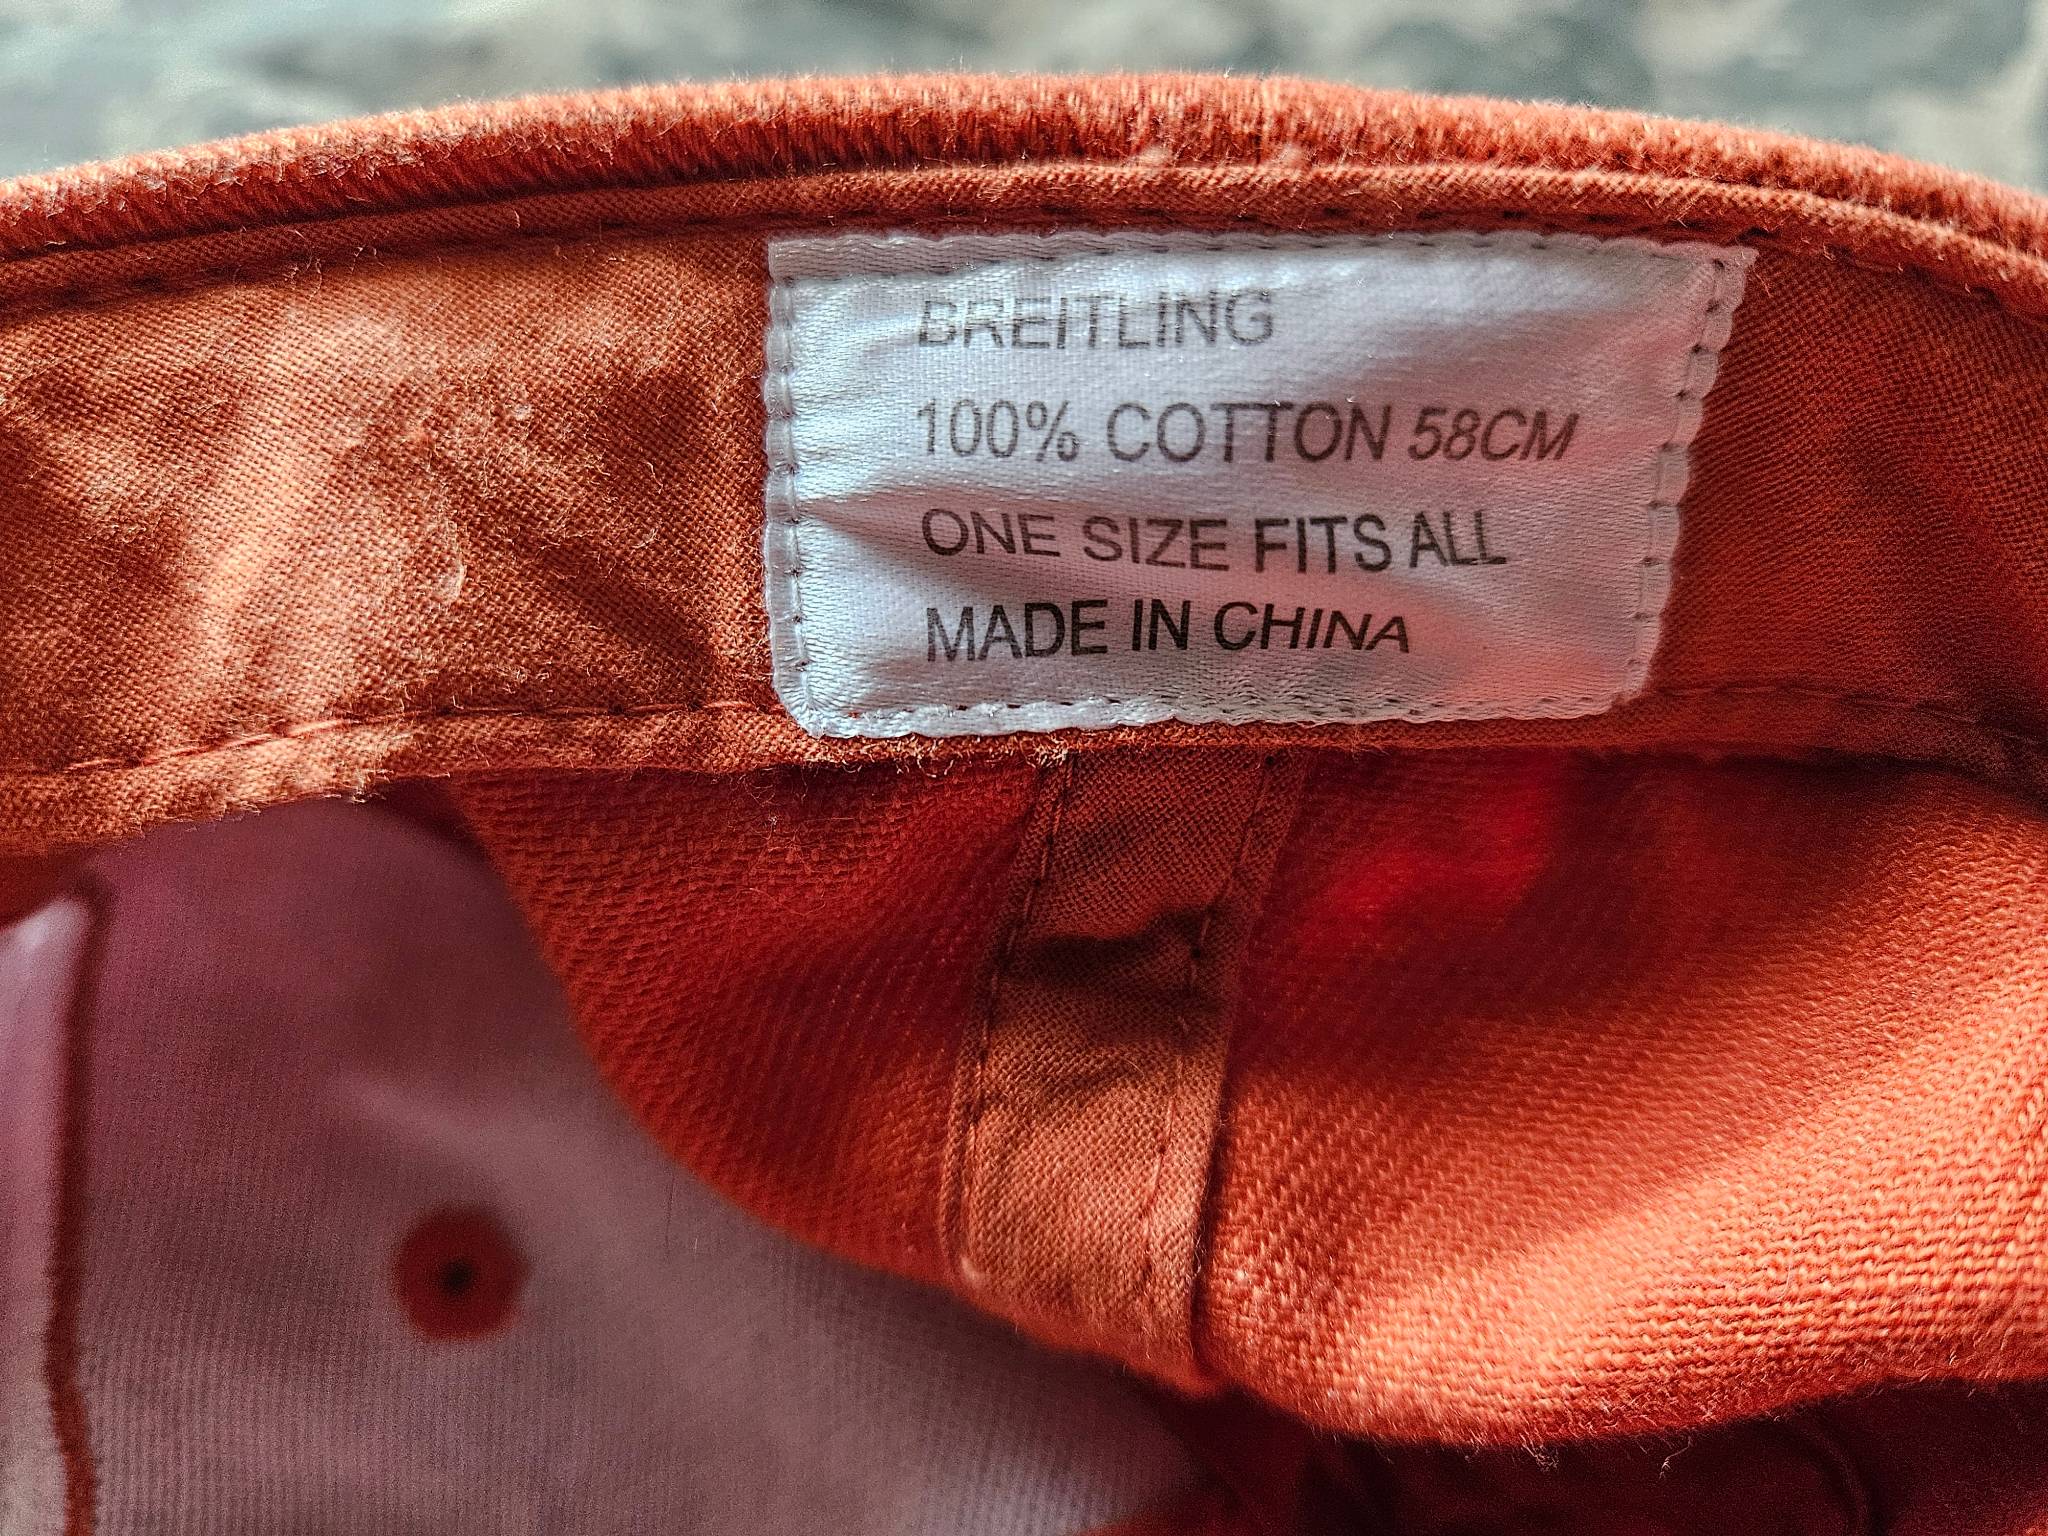 BREITLING
100% COTTON 58CM
ONE SIZE FITS ALL
MADE IN CHINA